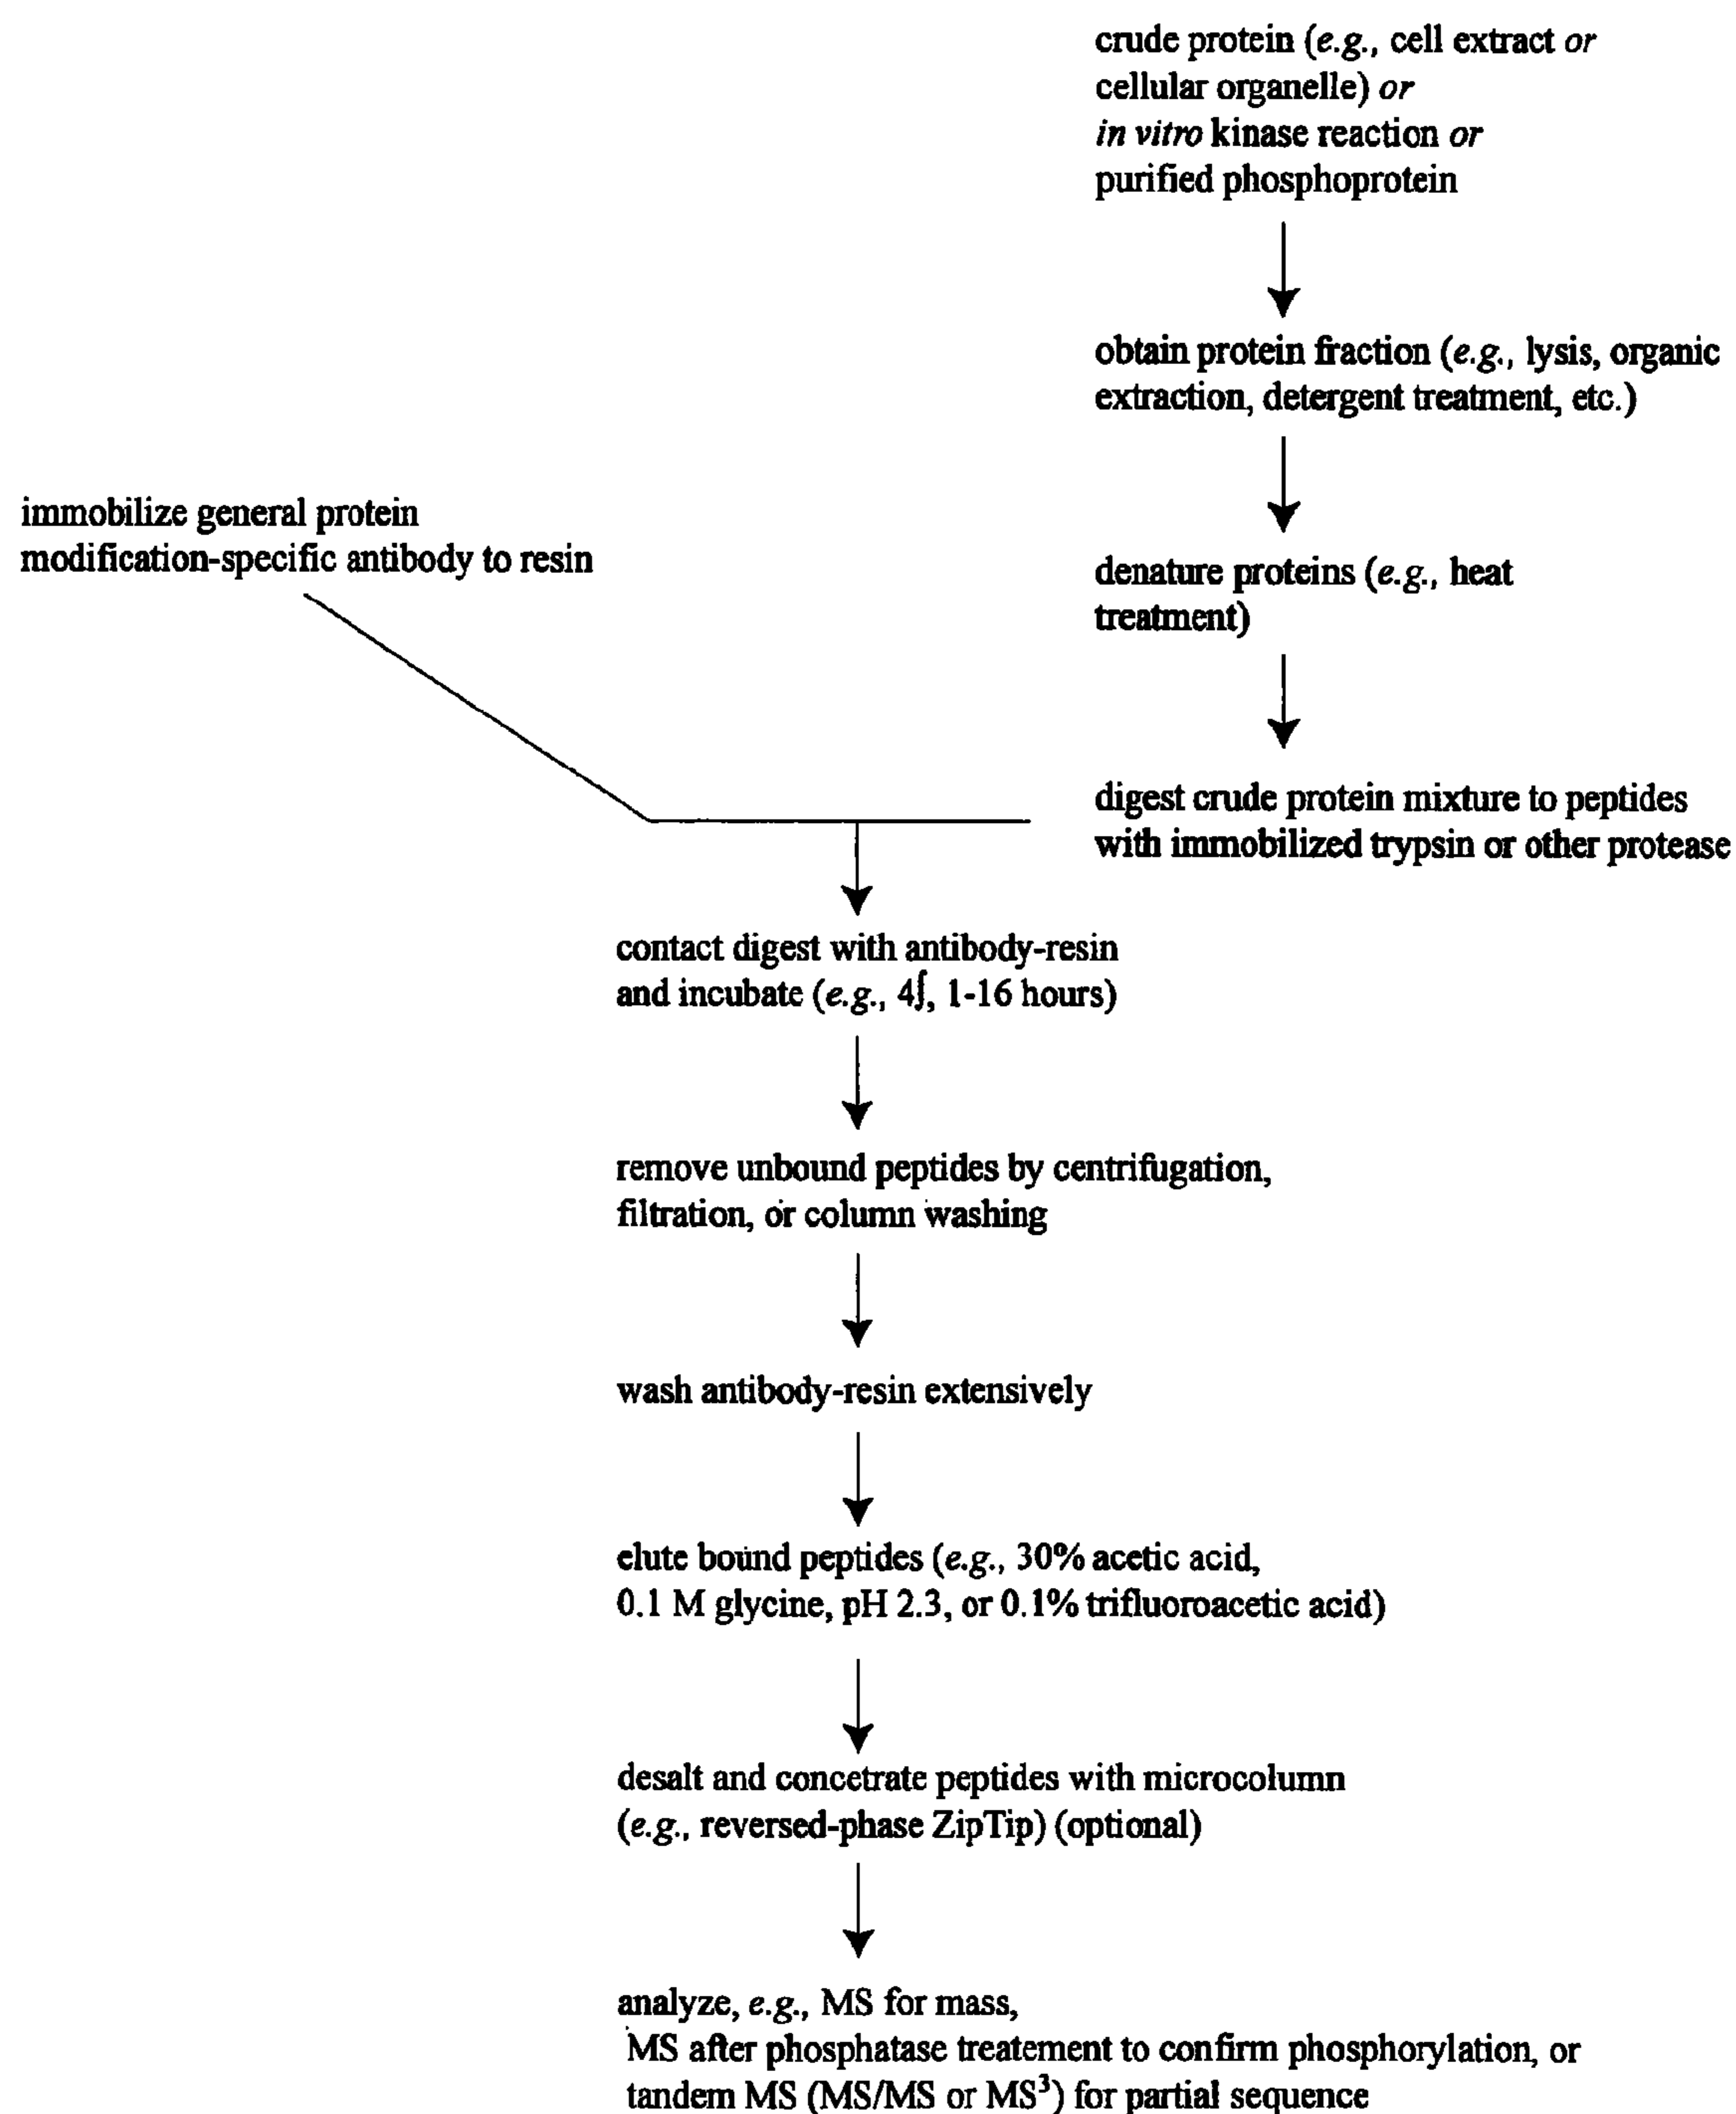 crude protein (e.g., cell extract or
cellular organelle) or
in vitro kinase reaction or
purified phosphoprotein
obtain protein fraction (e.g., lysis, organic
extraction, detergent treatment, etc.)
immobilize general protein
modification-specific antibody to resin
denature proteins (e.g., heat
treatment)
digest crude protein mixture to peptides
with immobilized trypsin or other protease
contact digest with antibody-resin
and incubate (e.g., 4∫, 1-16 hours)
remove unbound peptides by centrifugation,
filtration, or column washing
wash antibody-resin extensively
elute bound peptides (e.g., 30% acetic acid,
0.1 M glycine, pH 2.3, or 0.1% trifluoroacetic acid)
desalt and concetrate peptides with microcolumn
(e.g., reversed-phase ZipTip) (optional)
analyze, e.g., MS for mass,
MS after phosphatase treatement to confirm phosphorylation, or
tandem MS (MS/MS or MS³) for partial sequence